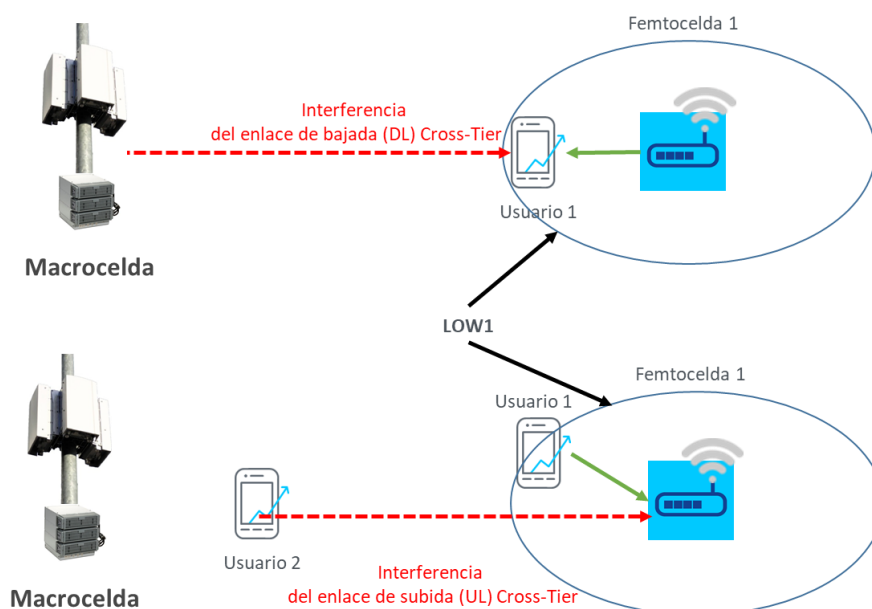 Femtocelda 1
Interferencia
del enlace de bajada (DL) Cross-Tier
Usuario 1
Macrocelda
LOW1
Femtocelda 1
Usuario 1
Usuario 2
Interferencia
del enlace de subida (UL) Cross-Tier
Macrocelda